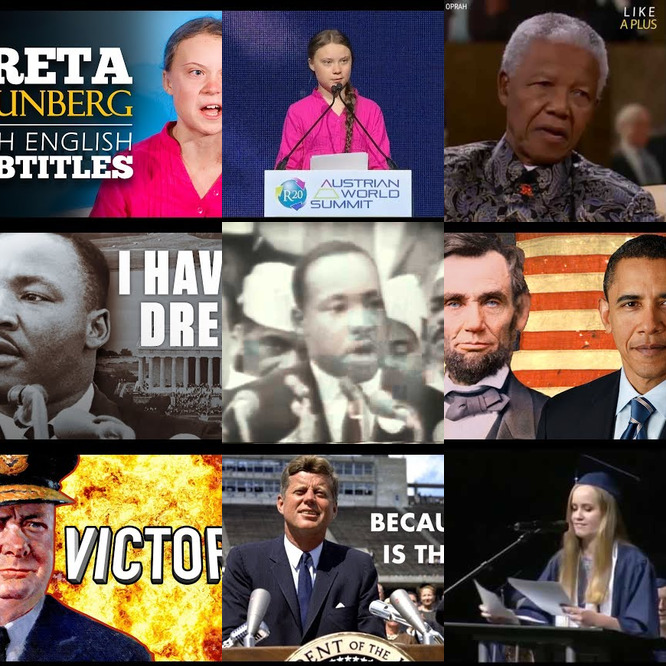 RETA
UNBERG
H ENGLISH
BTITLES
R20
AUSTRIAN
WORLD
SUMMIT
OPRAH
LIKE
A PLUS
I HAV
DRE
VICTOR
BECAU
IS TH
ENT OF THE